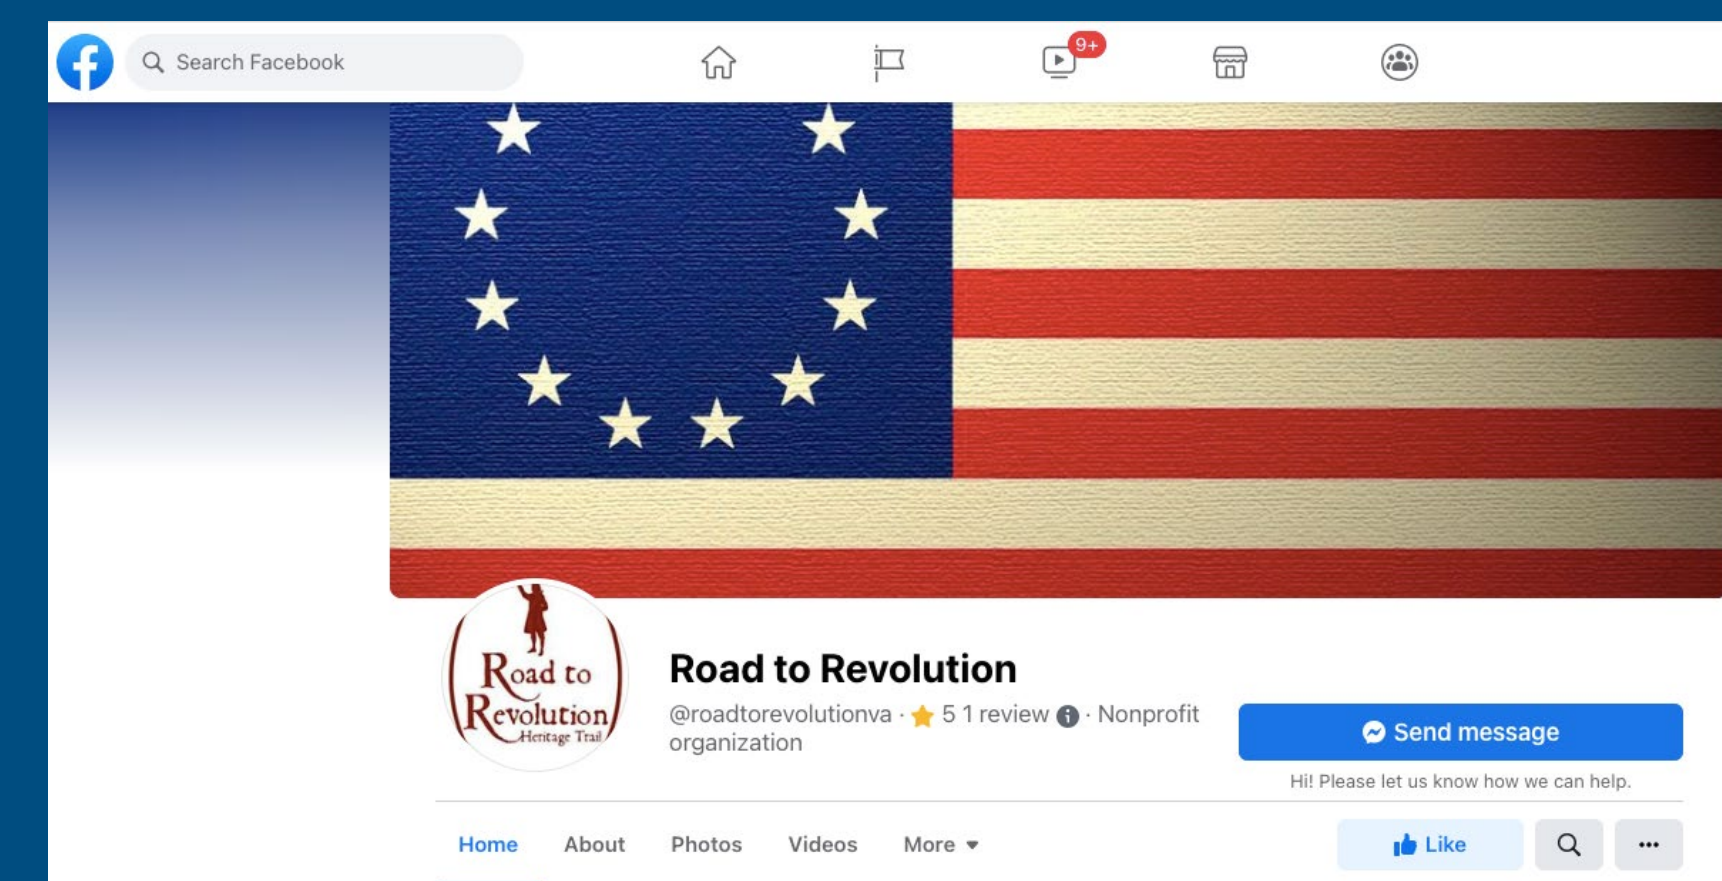 Search Facebook
9+
Road to
Revolution
Heritage Trail
Road to Revolution
@roadtorevolutionva · 5 1 review · Nonprofit
organization
Send message
Hi! Please let us know how we can help.
Home About Photos Videos More
Like